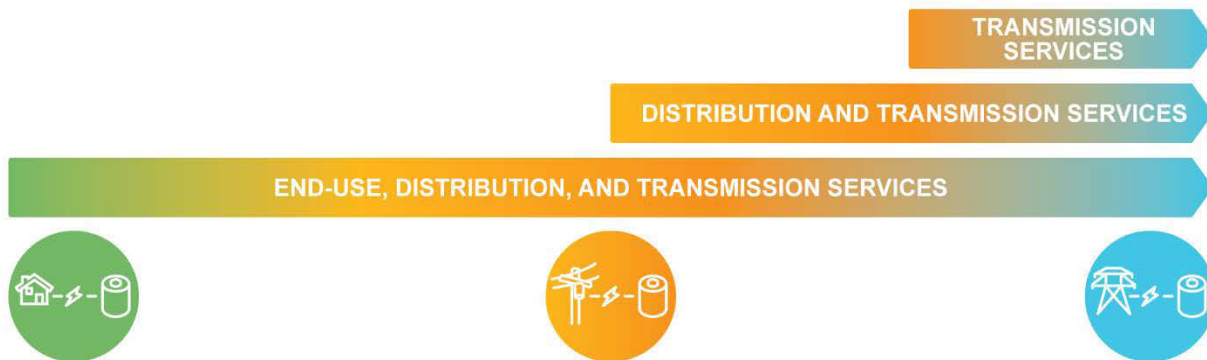 TRANSMISSION
SERVICES
DISTRIBUTION AND TRANSMISSION SERVICES
END-USE, DISTRIBUTION, AND TRANSMISSION SERVICES